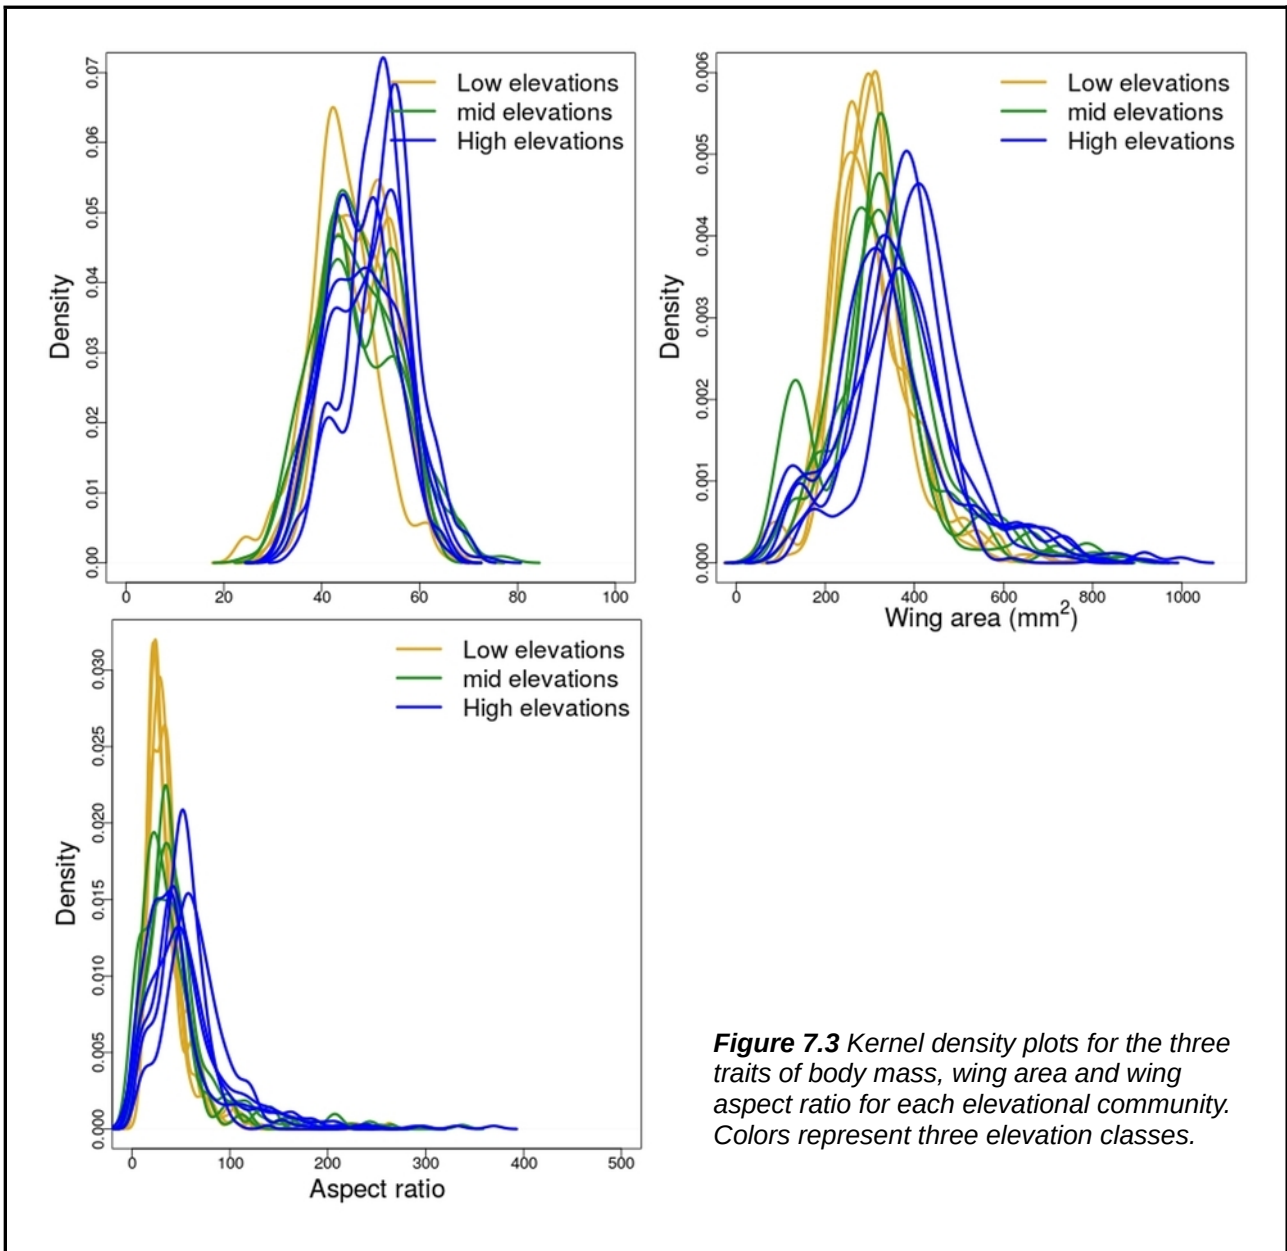 0.07
0.06
0.05
0.04
0.03
0.02
0.01
0.00
Density
Low elevations
mid elevations
High elevations
0
20
40
60
80
100
0.006
0.005
0.004
0.003
0.002
0.001
0.000
Density
Low elevations
mid elevations
High elevations
0
200
400
600
800
1000
Wing area (mm²)
0.030
0.025
0.020
0.015
0.010
0.005
0.000
Density
Low elevations
mid elevations
High elevations
0
100
200
300
400
500
Aspect ratio
Figure 7.3 Kernel density plots for the three
traits of body mass, wing area and wing
aspect ratio for each elevational community.
Colors represent three elevation classes.